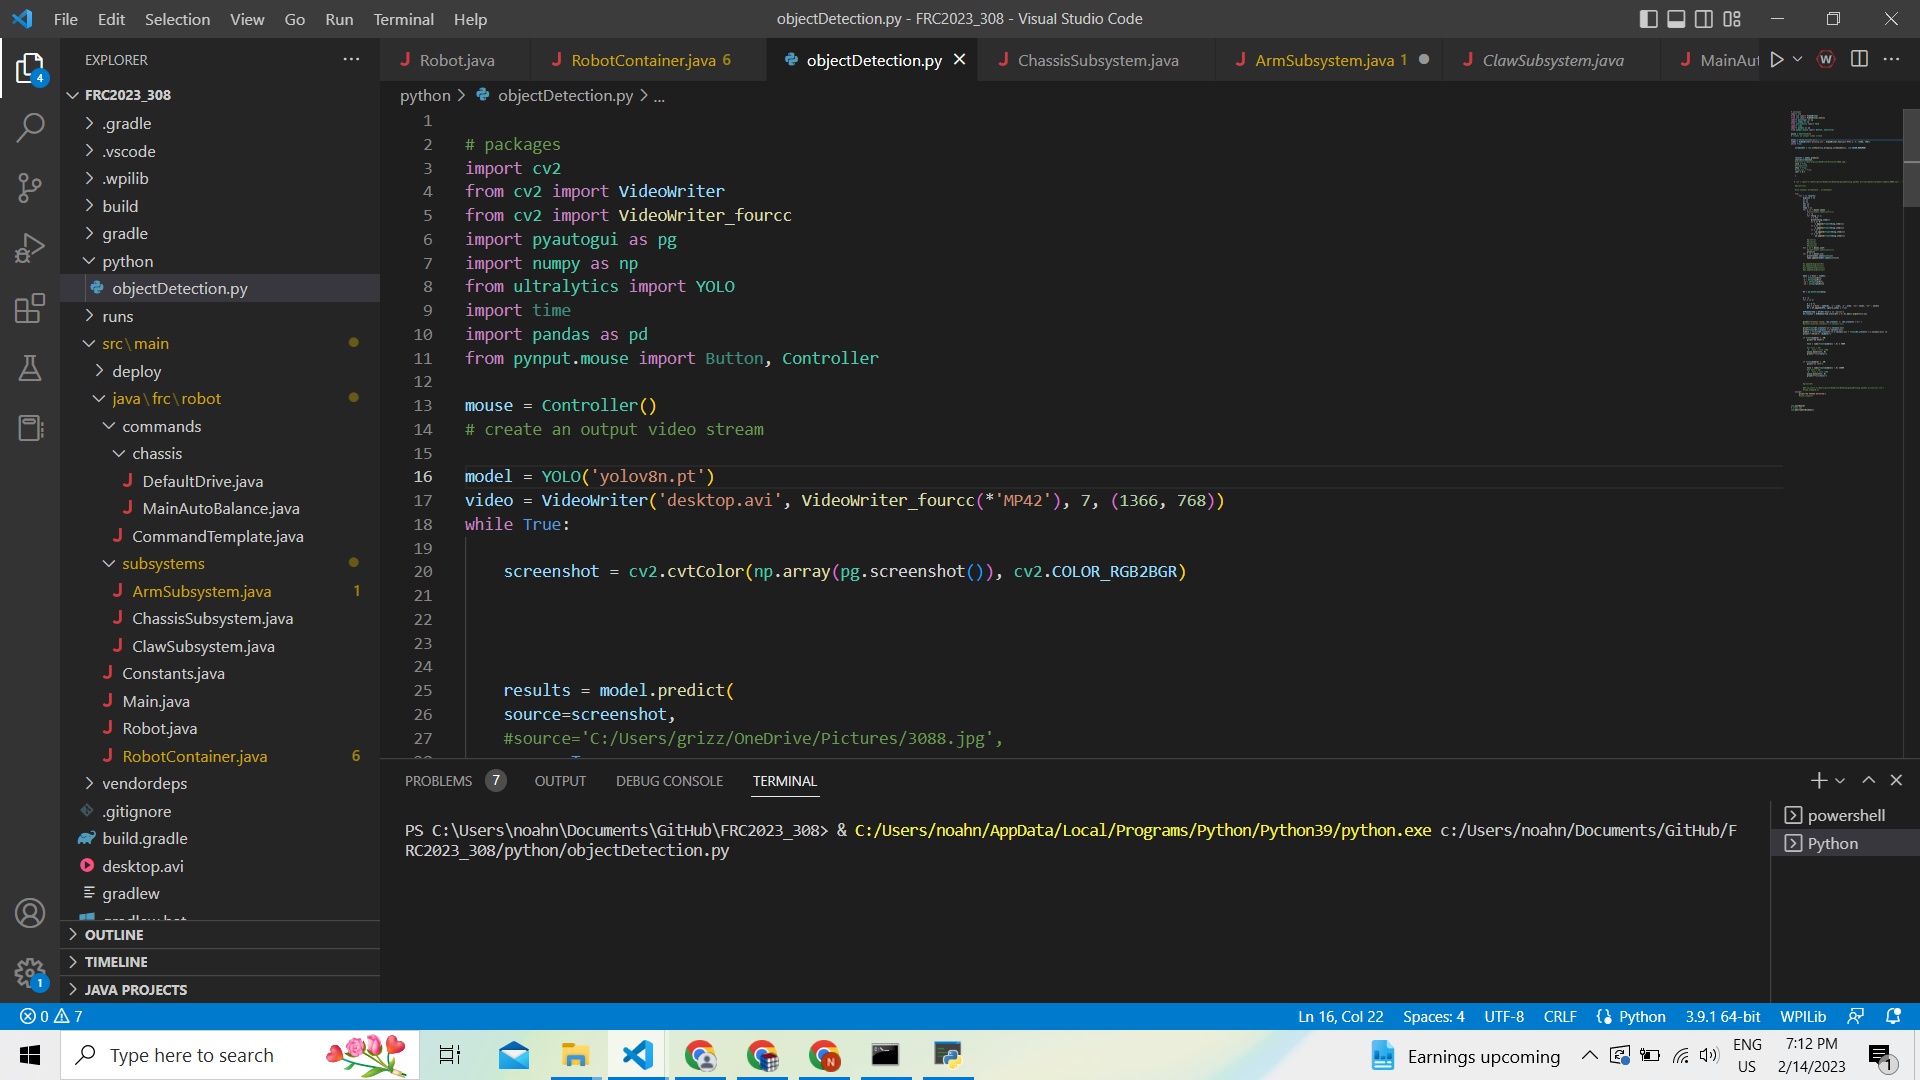 File Edit Selection View Go Run Terminal Help
objectDetection.py - FRC2023_308 - Visual Studio Code
EXPLORER
Robot.java
RobotContainer.java 6
objectDetection.py
ChassisSubsystem.java
ArmSubsystem.java 1
ClawSubsystem.java
MainAut
4
FRC2023_308
.gradle
.vscode
.wpilib
build
gradle
python
objectDetection.py
runs
src\main
deploy
java\frc\robot
commands
chassis
DefaultDrive.java
MainAutoBalance.java
CommandTemplate.java
subsystems
ArmSubsystem.java 1
ChassisSubsystem.java
ClawSubsystem.java
Constants.java
Main.java
Robot.java
RobotContainer.java 6
vendordeps
.gitignore
build.gradle
desktop.avi
gradlew
OUTLINE
TIMELINE
JAVA PROJECTS
1
python > objectDetection.py > ...
1
2 # packages
3 import cv2
4 from cv2 import VideoWriter
5 from cv2 import VideoWriter_fourcc
6 import pyautogui as pg
7 import numpy as np
8 from ultralytics import YOLO
9 import time
10 import pandas as pd
11 from pynput.mouse import Button, Controller
12
13 mouse = Controller()
14 # create an output video stream
15
16 model = YOLO('yolov8n.pt')
17 video = VideoWriter('desktop.avi', VideoWriter_fourcc(*'MP42'), 7, (1366, 768))
18 while True:
19
20 screenshot = cv2.cvtColor(np.array(pg.screenshot()), cv2.COLOR_RGB2BGR)
21
22
23
24
25 results = model.predict(
26 source=screenshot,
27 #source='C:/Users/grizz/OneDrive/Pictures/3088.jpg',
PROBLEMS 7 OUTPUT DEBUG CONSOLE TERMINAL
PS C:\Users\noahn\Documents\GitHub\FRC2023_308> & C:/Users/noahn/AppData/Local/Programs/Python/Python39/python.exe c:/Users/noahn/Documents/GitHub/F
RC2023_308/python/objectDetection.py
powershell
Python
0 7
Ln 16, Col 22 Spaces: 4 UTF-8 CRLF Python 3.9.1 64-bit WPILib
Type here to search
Earnings upcoming
ENG
US
7:12 PM
2/14/2023
1